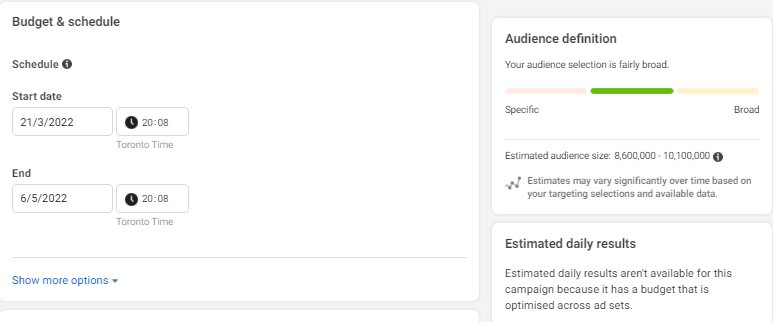 Budget & schedule
Schedule
Start date
21/3/2022 20:08
Toronto Time
End
6/5/2022 20:08
Toronto Time
Show more options
Audience definition
Your audience selection is fairly broad.
Specific Broad
Estimated audience size: 8,600,000 - 10,100,000
Estimates may vary significantly over time based on
your targeting selections and available data.
Estimated daily results
Estimated daily results aren't available for this
campaign because it has a budget that is
optimised across ad sets.